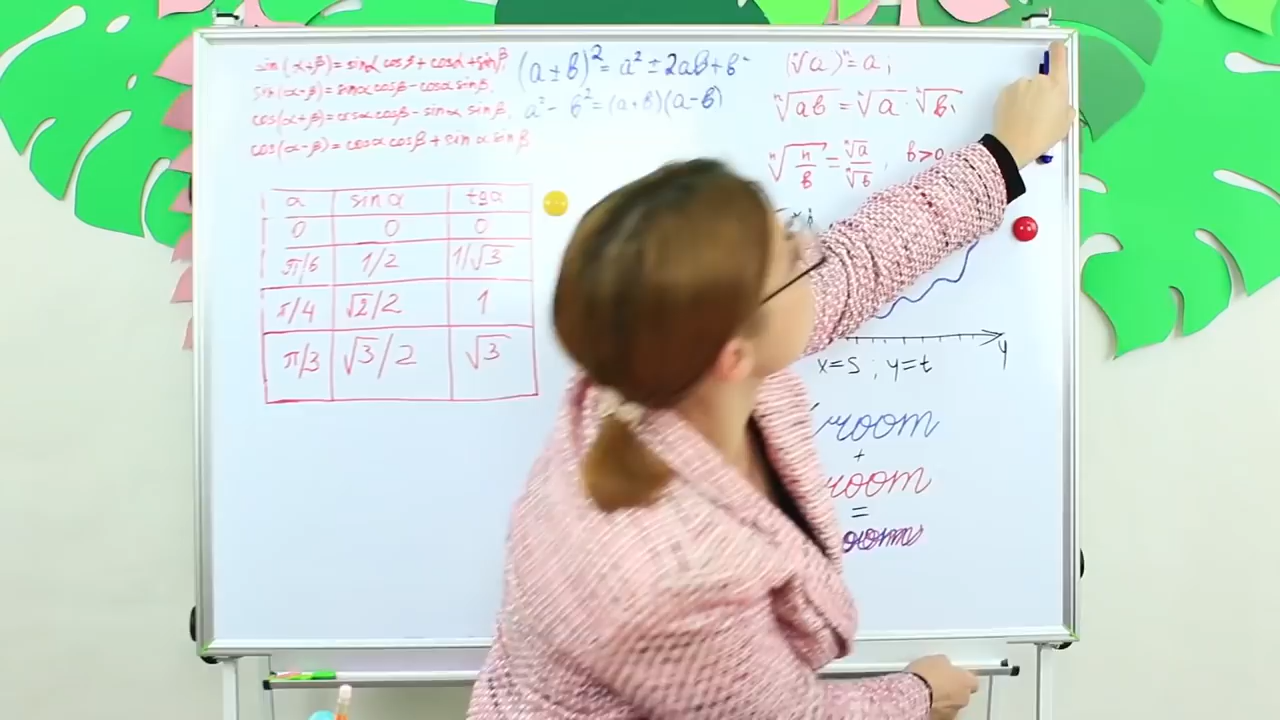 sin(α+β)=sinα cosβ + cosα + sinβ,
sin(α-β)=sinα cosβ - cosα sinβ,
cos(α+β)=cosα cosβ - sinα sinβ,
cos(α-β)=cosα cosβ + sinα sinβ
(a±b)²=a²±2ab+b²
a²-b²=(a+b)(a-b)
(ⁿ√a)ⁿ=a;
ⁿ√ab=ⁿ√a·ⁿ√b,
ⁿ√n/b=ⁿ√a/ⁿ√b, b>0
a sinα tgα
0 0 0
π/6 1/2 1/√3
π/4 √2/2 1
π/3 √3/2 √3
y
x=S; y=t
room
+
room
=